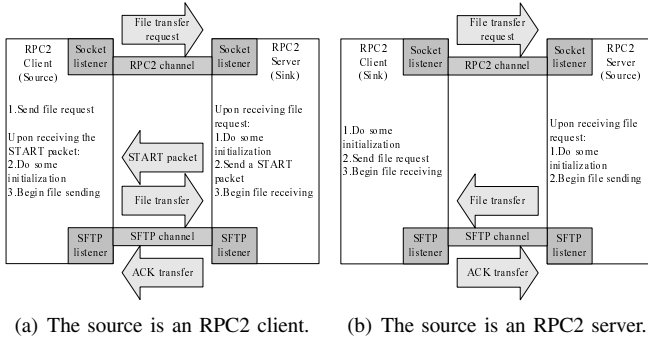 File transfer
request
RPC2
Client
(Source)
Socket
listener
RPC2 channel
Socket
listener
RPC2
Server
(Sink)
1.Send file request
Upon receiving the
START packet:
2.Do some
initialization
3.Begin file sending
START packet
File transfer
Upon receiving file
request:
1.Do some
initialization
2.Send a START
packet
3.Begin file receiving
SFTP
listener
SFTP channel
SFTP
listener
ACK transfer
(a) The source is an RPC2 client.
File transfer
request
RPC2
Client
(Sink)
Socket
listener
RPC2 channel
Socket
listener
RPC2
Server
(Source)
1.Do some
initialization
2.Send file request
3.Begin file receiving
File transfer
Upon receiving file
request:
1.Do some
initialization
2.Begin file sending
SFTP
listener
SFTP channel
SFTP
listener
ACK transfer
(b) The source is an RPC2 server.